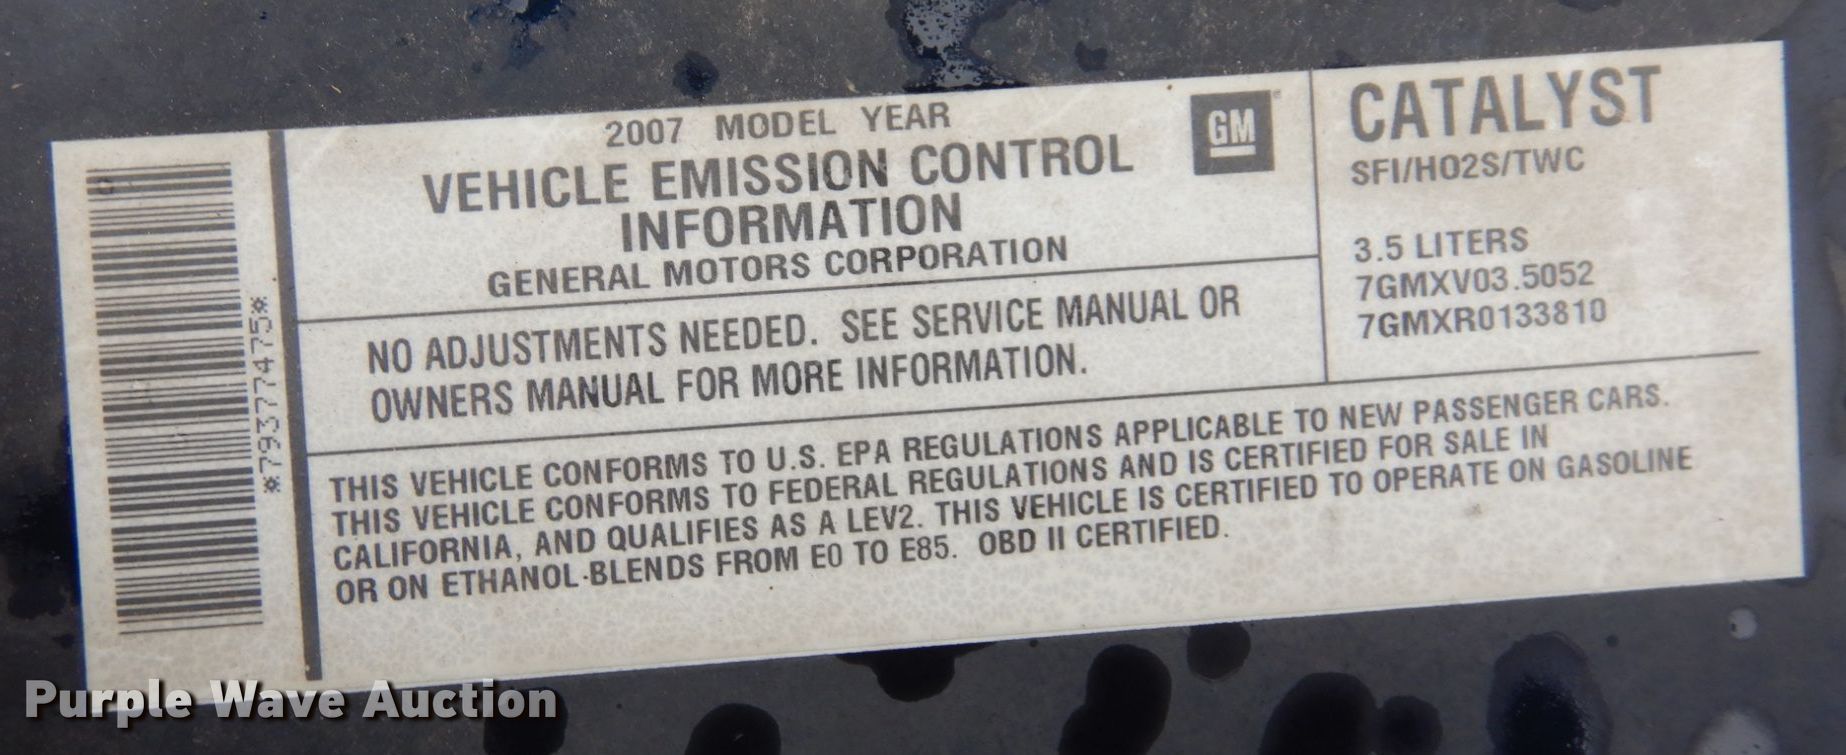 *793774475*
2007 MODEL YEAR
VEHICLE EMISSION CONTROL
INFORMATION
GENERAL MOTORS CORPORATION
GM
NO ADJUSTMENTS NEEDED. SEE SERVICE MANUAL OR
OWNERS MANUAL FOR MORE INFORMATION.
CATALYST
SFI/HO2S/TWC
3.5 LITERS
7GMXV03.5052
7GMXR0133810
THIS VEHICLE CONFORMS TO U.S. EPA REGULATIONS APPLICABLE TO NEW PASSENGER CARS.
THIS VEHICLE CONFORMS TO FEDERAL REGULATIONS AND IS CERTIFIED FOR SALE IN
CALIFORNIA, AND QUALIFIES AS A LEV2. THIS VEHICLE IS CERTIFIED TO OPERATE ON GASOLINE
OR ON ETHANOL-BLENDS FROM E0 TO E85. OBD II CERTIFIED.
Purple Wave Auction